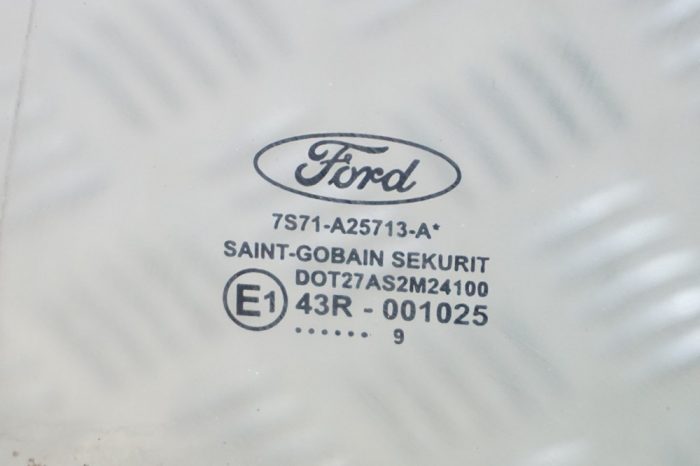 Ford
7S71-A25713-A*
SAINT-GOBAIN SEKURIT
DOT27AS2M24100
E1 43R - 001025
...... 9